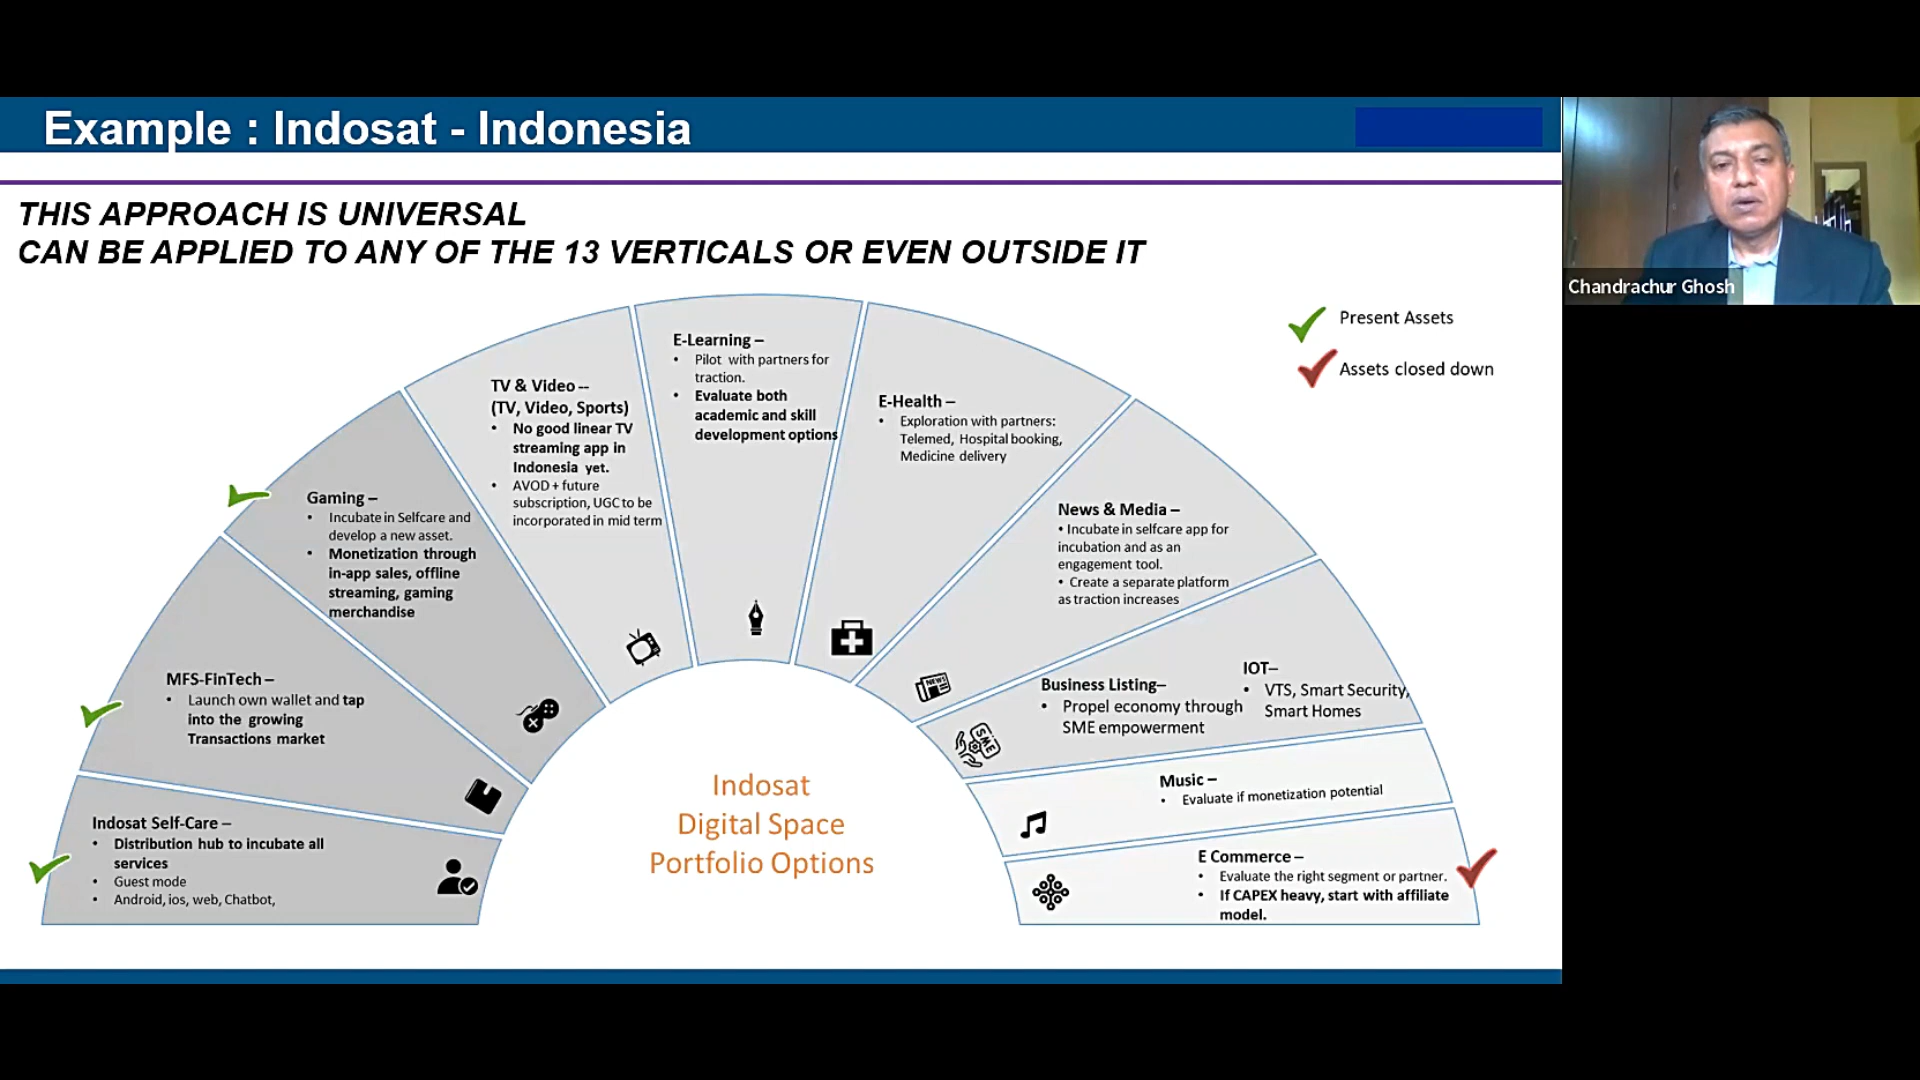 Example : Indosat - Indonesia
THIS APPROACH IS UNIVERSAL
CAN BE APPLIED TO ANY OF THE 13 VERTICALS OR EVEN OUTSIDE IT
Chandrachur Ghosh
Present Assets
Assets closed down
Indosat Self-Care –
• Distribution hub to incubate all
services
• Guest mode
• Android, ios, web, Chatbot,
MFS-FinTech –
• Launch own wallet and tap
into the growing
Transactions market
Gaming –
• Incubate in Selfcare and
develop a new asset.
• Monetization through
in-app sales, offline
streaming, gaming
merchandise
TV & Video --
(TV, Video, Sports)
• No good linear TV
streaming app in
Indonesia yet.
• AVOD + future
subscription, UGC to be
incorporated in mid term
E-Learning –
• Pilot with partners for
traction.
• Evaluate both
academic and skill
development options
E-Health –
• Exploration with partners:
Telemed, Hospital booking,
Medicine delivery
News & Media –
• Incubate in selfcare app for
incubation and as an
engagement tool.
• Create a separate platform
as traction increases
NEWS
Business Listing–
• Propel economy through
SME empowerment
SME
IOT–
• VTS, Smart Security,
Smart Homes
Music –
• Evaluate if monetization potential
E Commerce –
• Evaluate the right segment or partner.
• If CAPEX heavy, start with affiliate
model.
Indosat
Digital Space
Portfolio Options